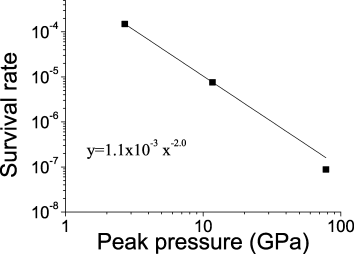 Survival rate
10⁻⁴
10⁻⁵
10⁻⁶
10⁻⁷
10⁻⁸
y=1.1x10⁻³ x⁻²·⁰
1 10 100
Peak pressure (GPa)